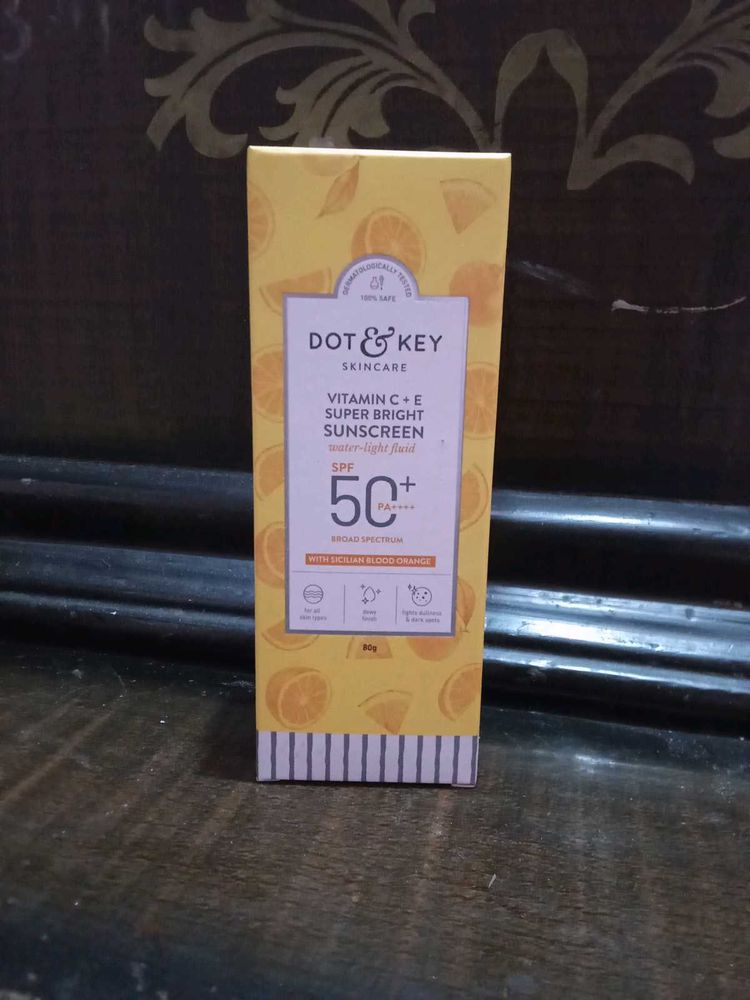 DERMATOLOGICALLY TESTED
100% SAFE
DOT & KEY
SKINCARE
VITAMIN C + E
SUPER BRIGHT
SUNSCREEN
water-light fluid
SPF
50+
PA++++
BROAD SPECTRUM
WITH SICILIAN BLOOD ORANGE
for all
skin types
dewy
finish
fights dullness
& dark spots
80g